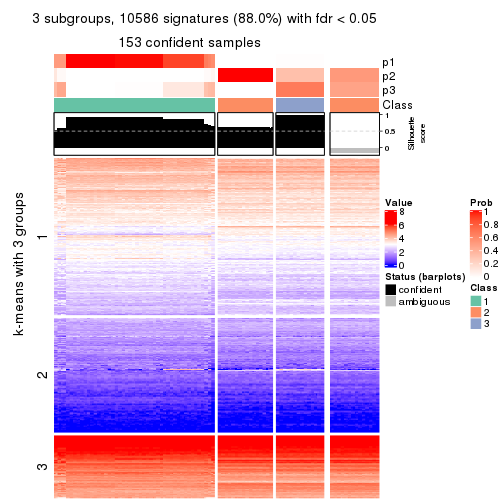 3 subgroups, 10586 signatures (88.0%) with fdr < 0.05
153 confident samples
p1
p2
p3
Class
1
0.5
0
Silhouette
score
k-means with 3 groups
1
2
3
Value
8
6
4
2
0
Status (barplots)
confident
ambiguous
Prob
1
0.8
0.6
0.4
0.2
0
Class
1
2
3